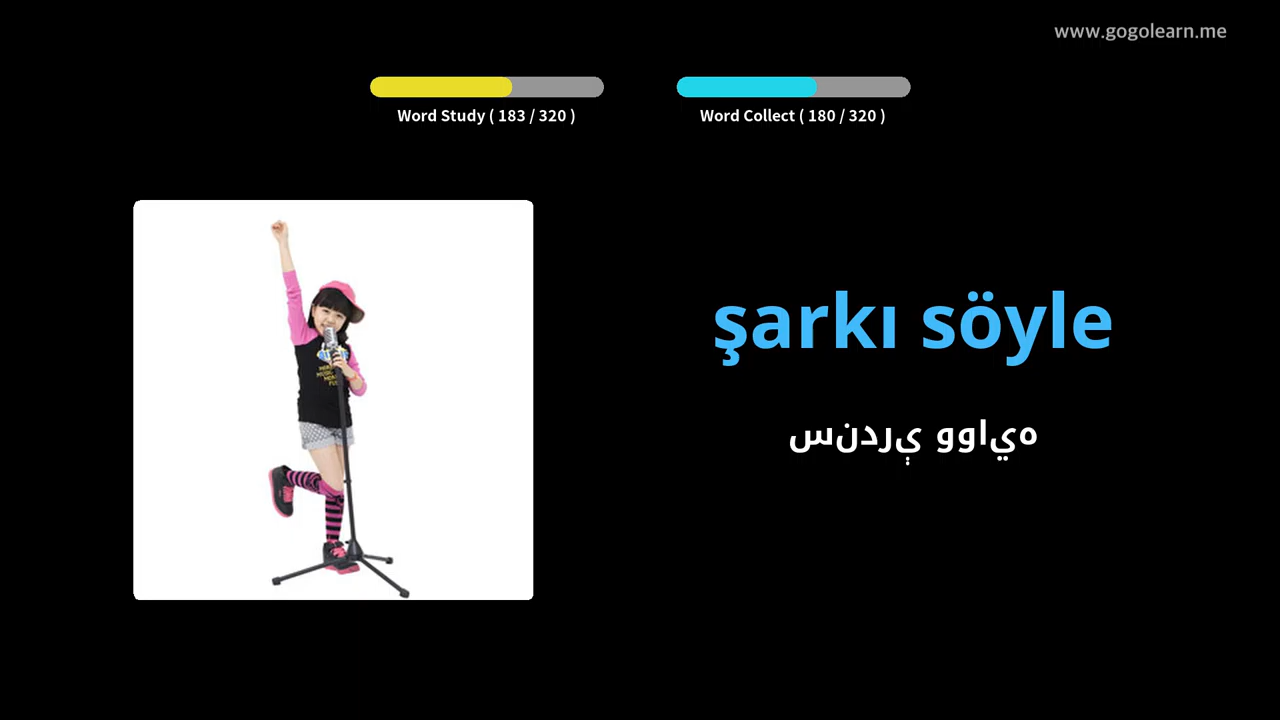 www.gogolearn.me
Word Study ( 183 / 320 )
Word Collect ( 180 / 320 )
şarkı söyle
سندرې ووايه